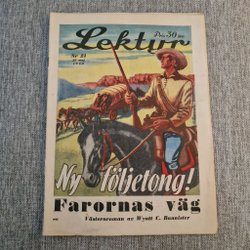 Lektyr
Pris 30 öre
Nr 21
Ny följetong!
Farornas väg
Västernroman av Wyatt C. Bannister